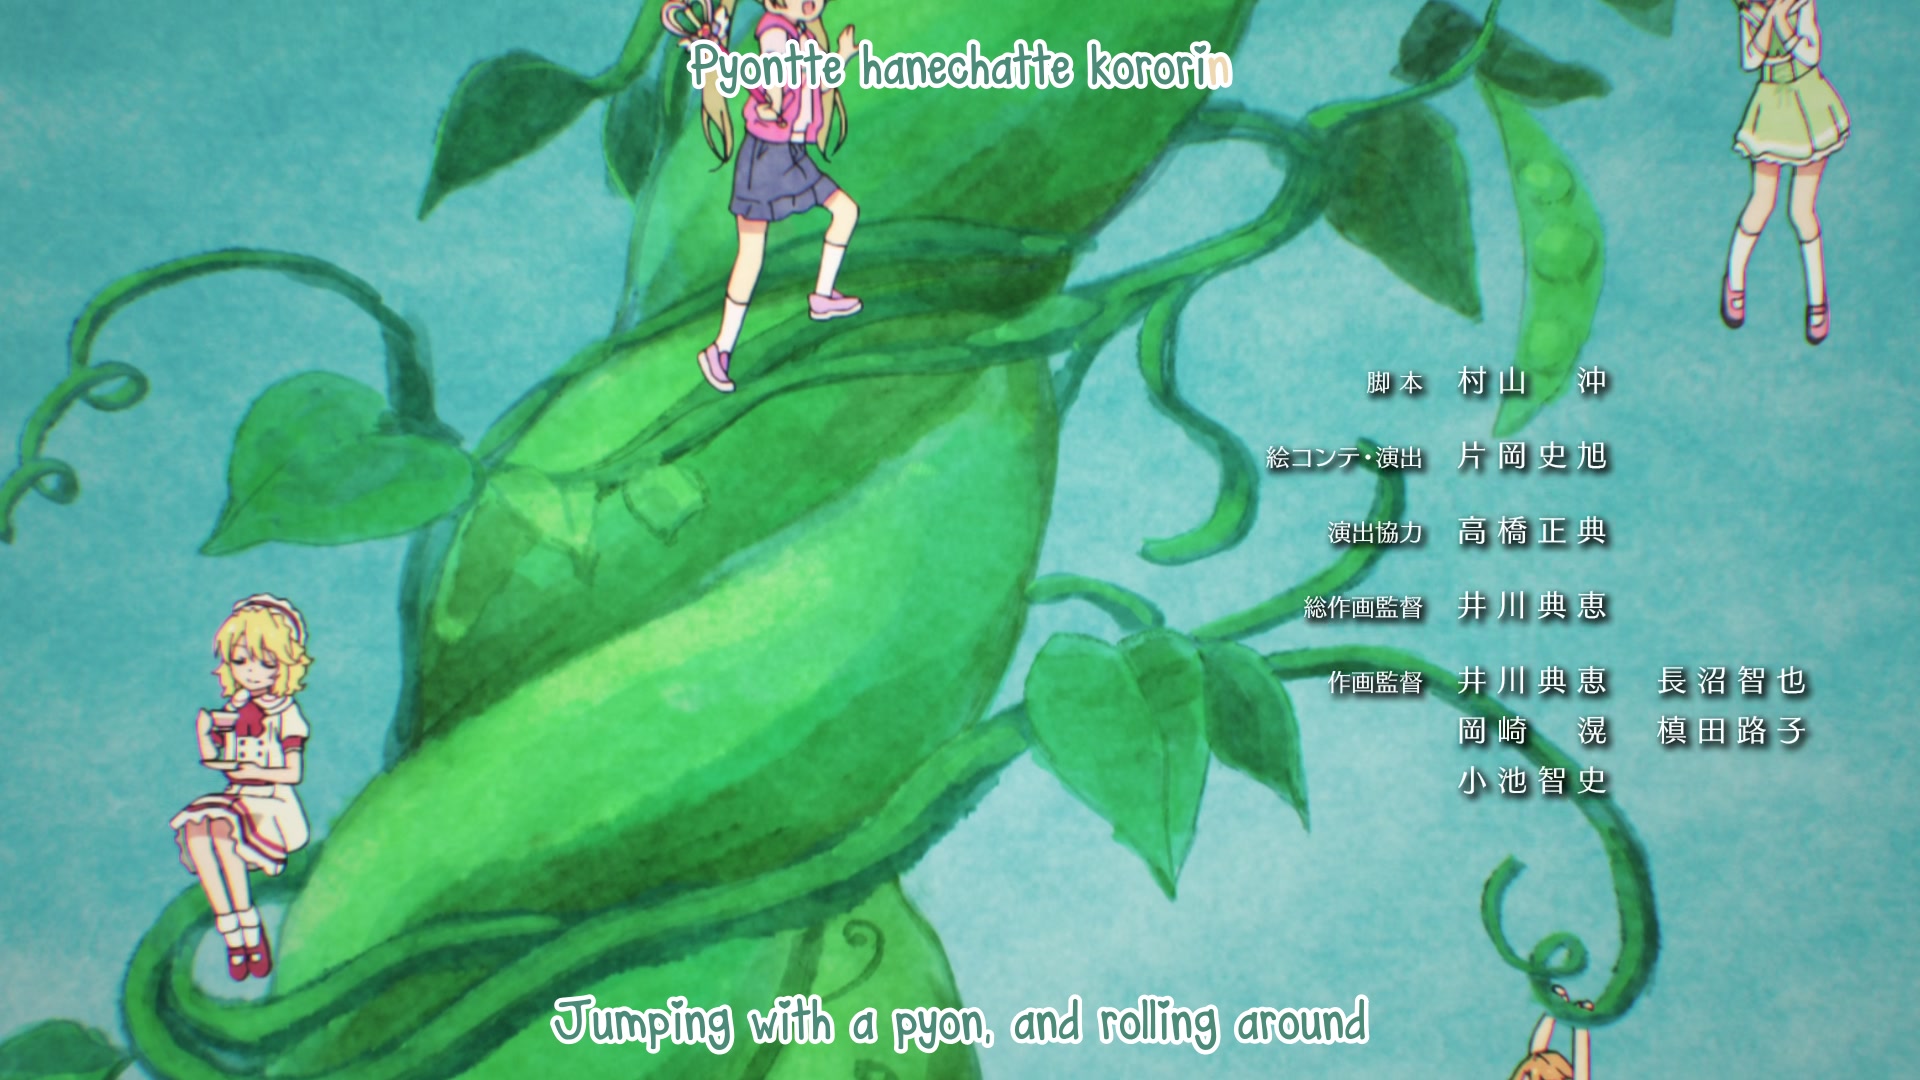 Pyontte hanechatte kororin
脚本 村山 沖
絵コンテ・演出 片岡史旭
演出協力 高橋正典
総作画監督 井川典恵
作画監督 井川典恵 長沼智也
岡崎 滉 槙田路子
小池智史
Jumping with a pyon, and rolling around